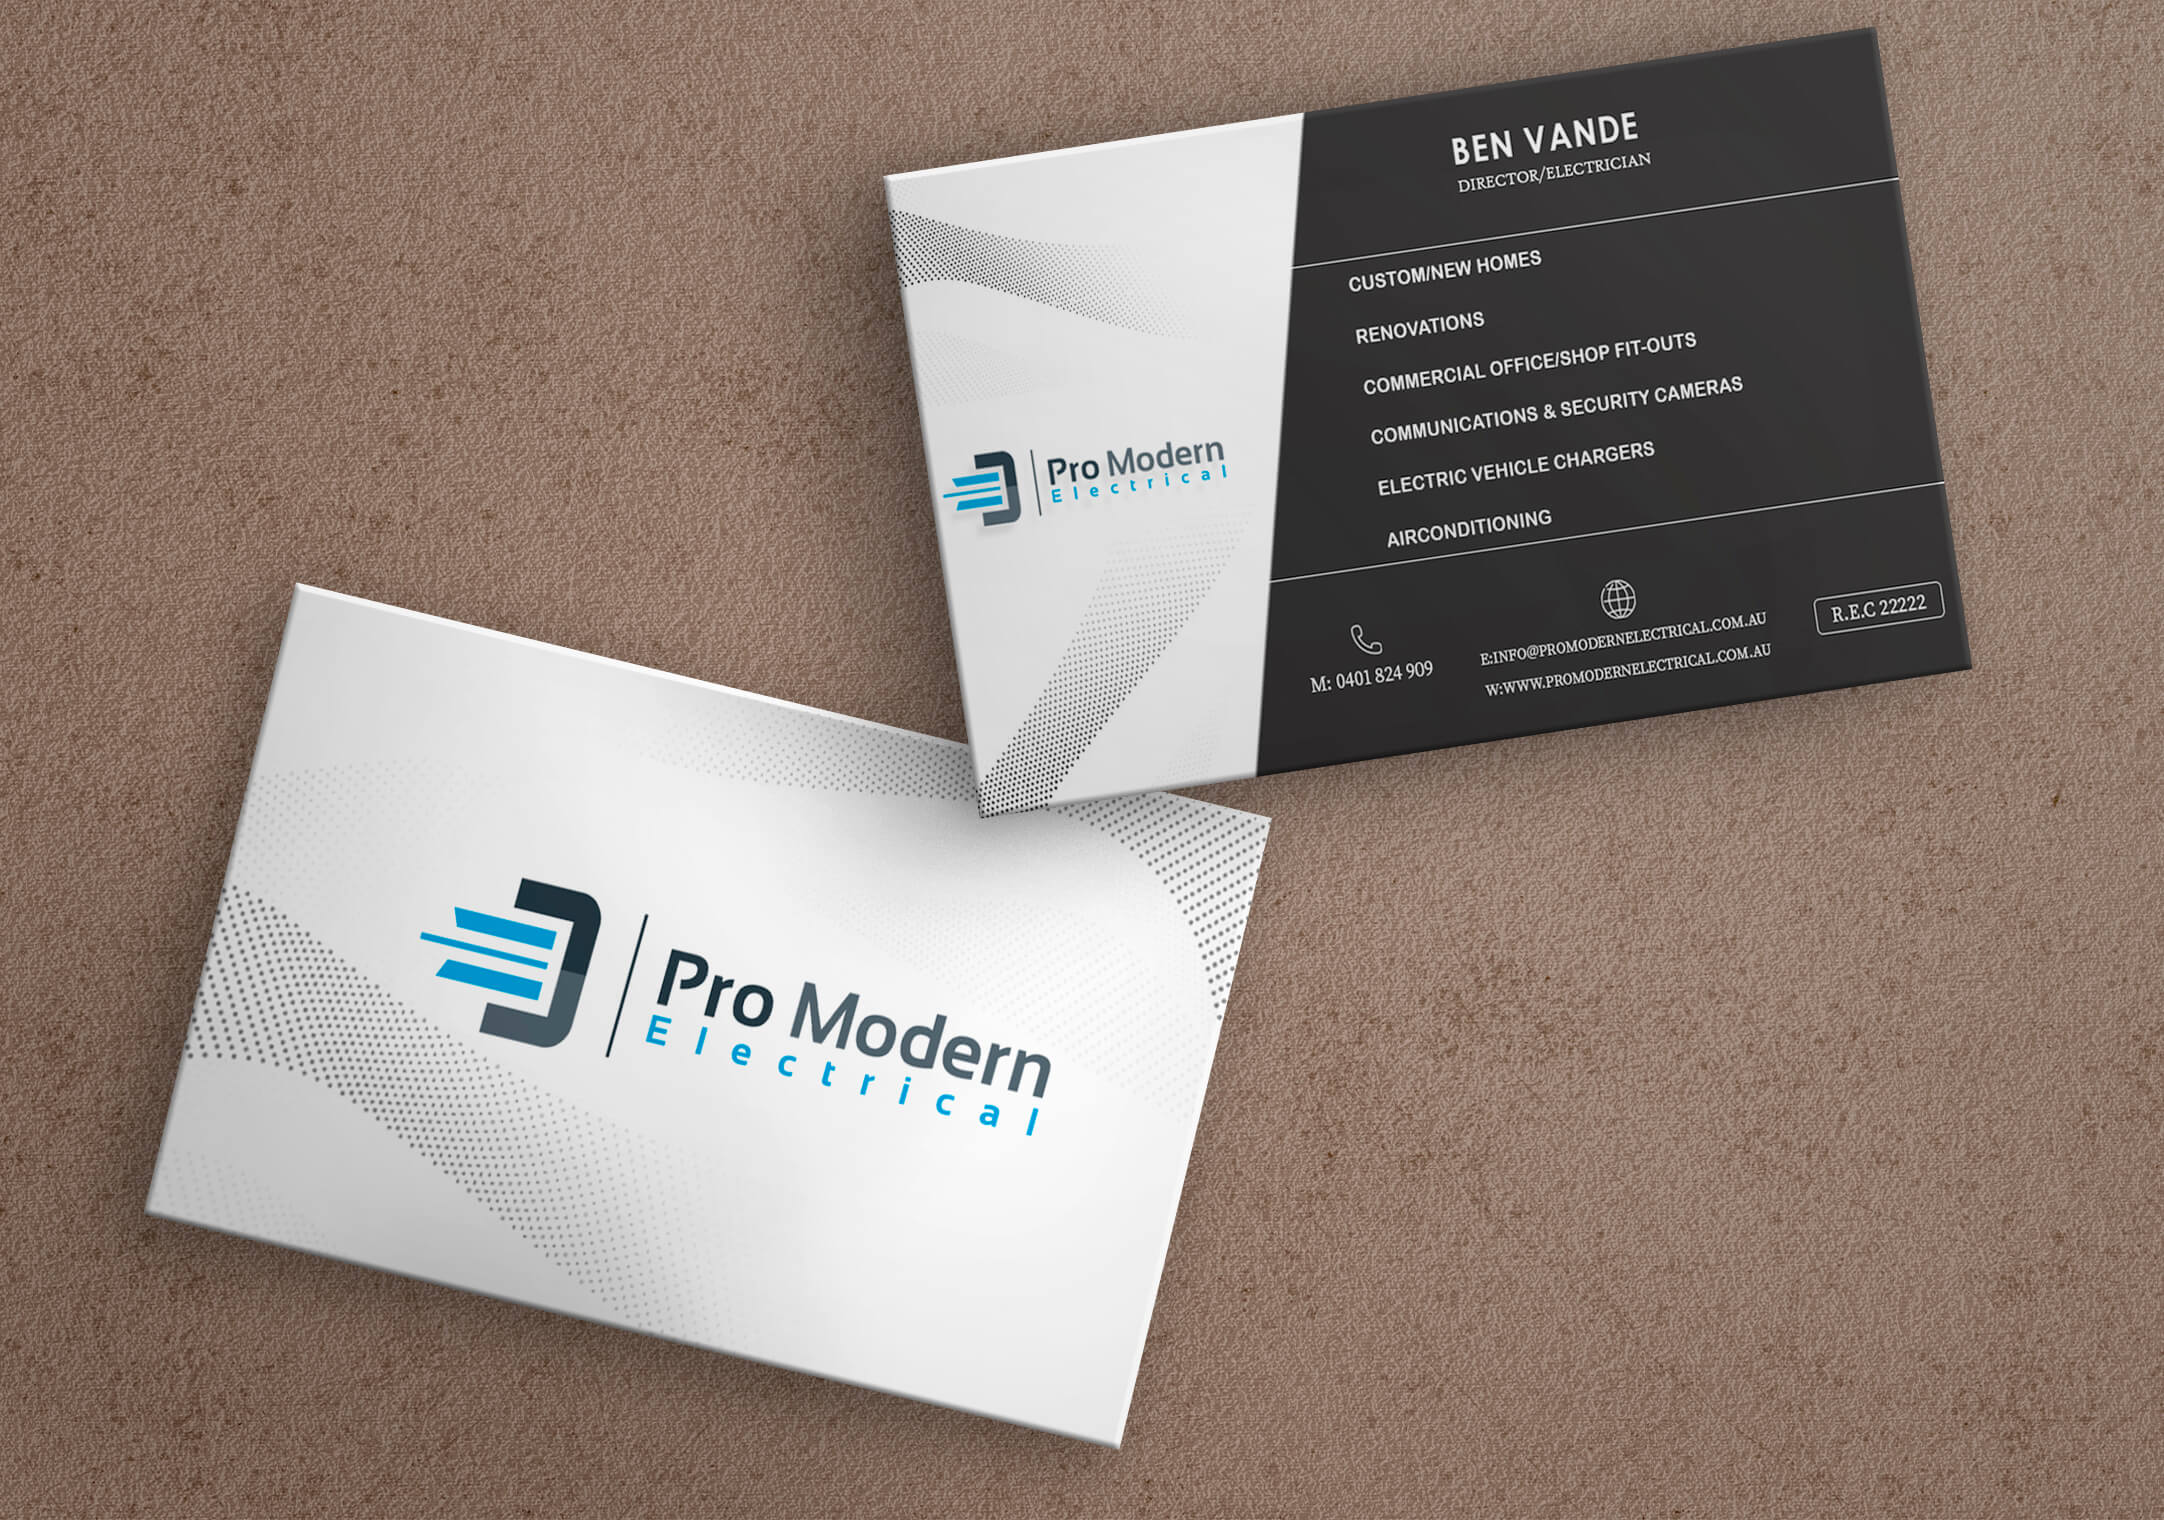 BEN VANDE
DIRECTOR/ELECTRICIAN
CUSTOM/NEW HOMES
RENOVATIONS
COMMERCIAL OFFICE/SHOP FIT-OUTS
COMMUNICATIONS & SECURITY CAMERAS
ELECTRIC VEHICLE CHARGERS
AIRCONDITIONING
M: 0401 824 909
E:INFO@PROMODERNELECTRICAL.COM.AU
W:WWW.PROMODERNELECTRICAL.COM.AU
R.E.C 22222
Pro Modern
Electrical
Pro Modern
Electrical